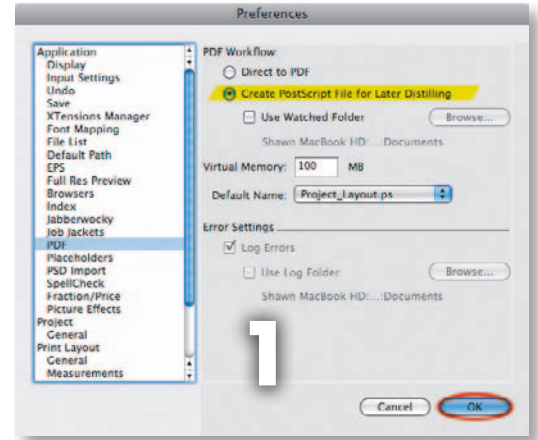 Preferences
Application
Display
Input Settings
Undo
Save
XTensions Manager
Font Mapping
File List
Default Path
EPS
Full Res Preview
Browsers
Index
Jabberwocky
Job Jackets
PDF
Placeholders
PSD Import
SpellCheck
Fraction/Price
Picture Effects
Project
General
Print Layout
General
Measurements
PDF Workflow:
Direct to PDF
Create PostScript File for Later Distilling
Use Watched Folder Browse...
Shawn MacBook HD:...:Documents
Virtual Memory: 100 MB
Default Name: Project_Layout.ps
Error Settings
Log Errors
Use Log Folder Browse...
Shawn MacBook HD:...:Documents
1
Cancel OK